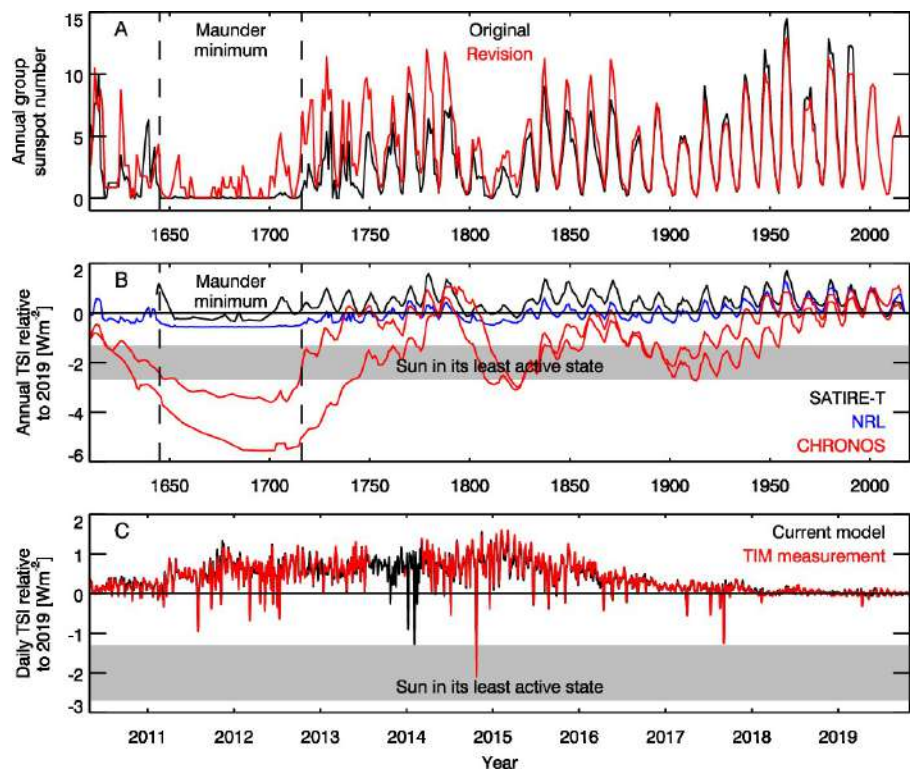 15
10
5
0
Annual group
sunspot number
A
Maunder
minimum
Original
Revision
1650 1700 1750 1800 1850 1900 1950 2000
2
0
-2
-4
-6
Annual TSI relative
to 2019 [Wm⁻²]
B
Maunder
minimum
Sun in its least active state
SATIRE-T
NRL
CHRONOS
1650 1700 1750 1800 1850 1900 1950 2000
2
1
0
-1
-2
-3
Daily TSI relative
to 2019 [Wm⁻²]
C
Current model
TIM measurement
Sun in its least active state
2011 2012 2013 2014 2015 2016 2017 2018 2019
Year